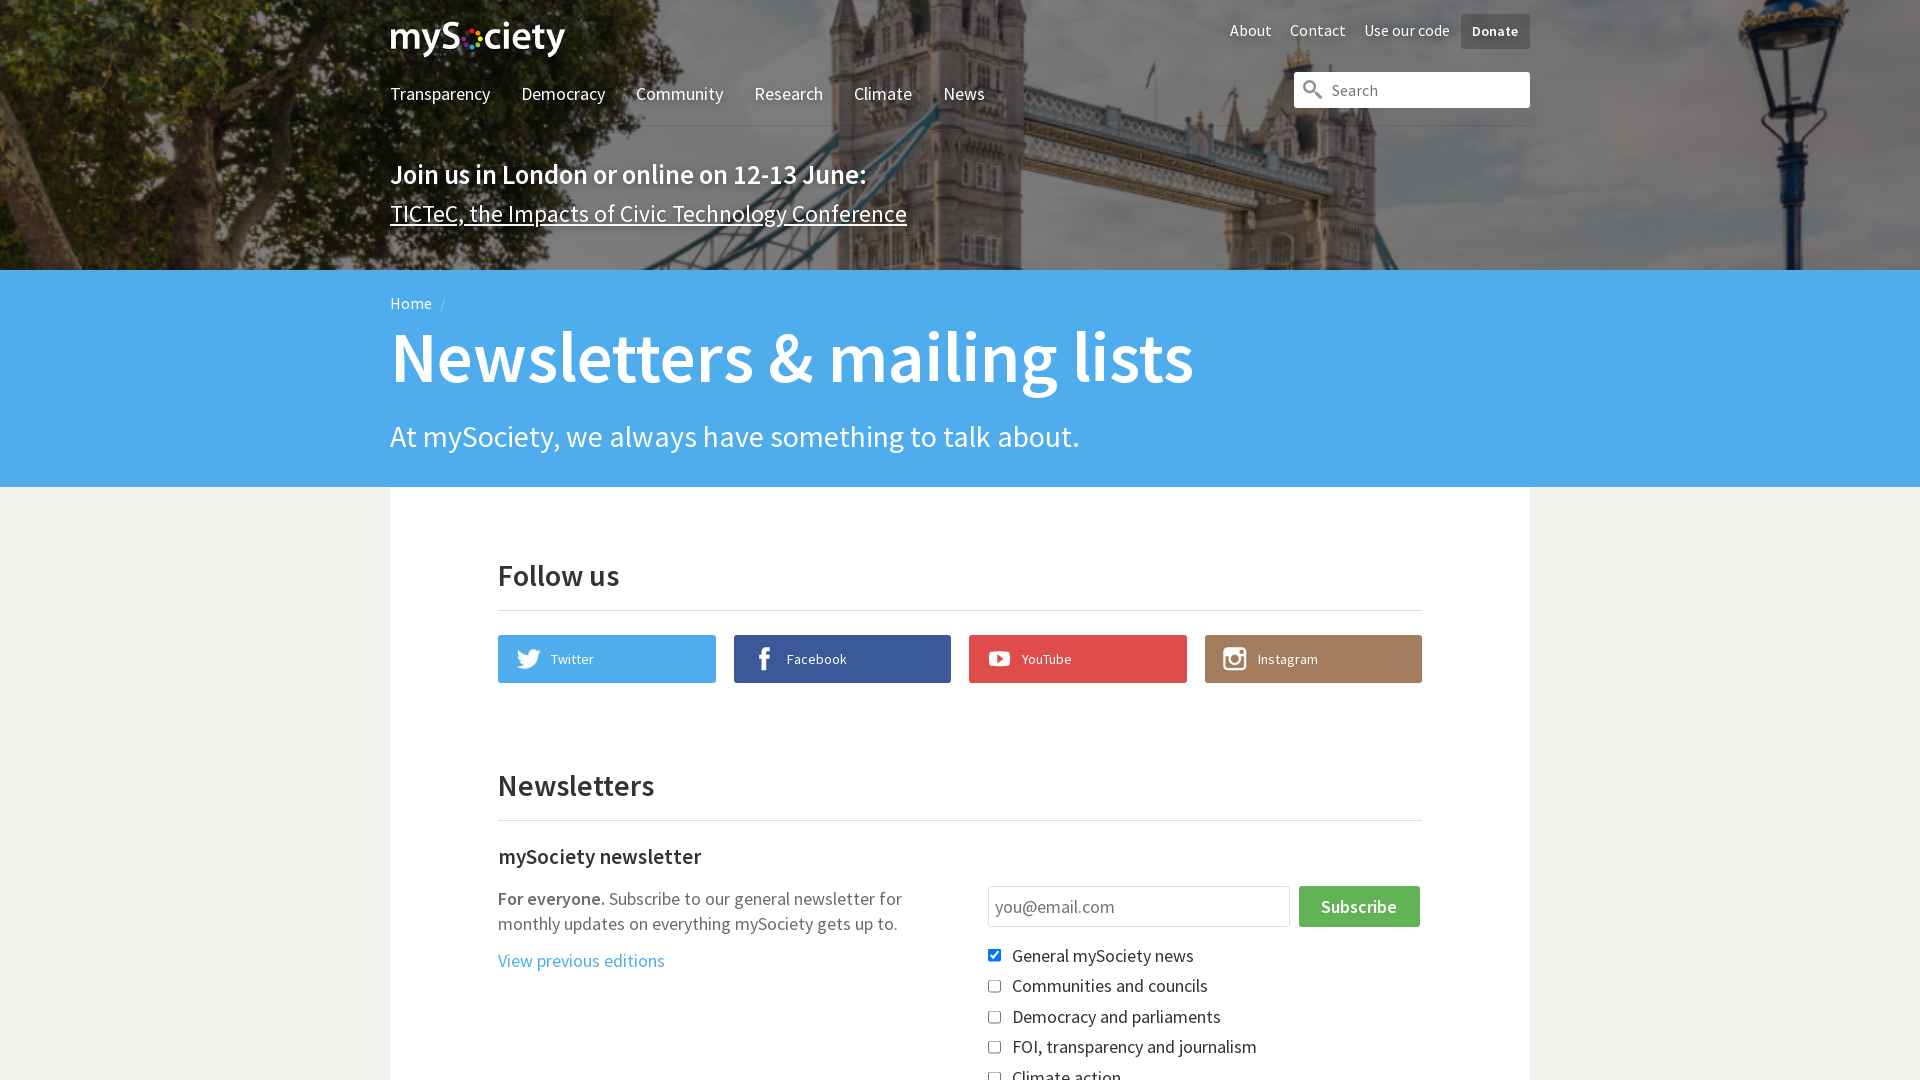 mySociety
About Contact Use our code Donate
Transparency Democracy Community Research Climate News
Search
Join us in London or online on 12-13 June:
TICTeC, the Impacts of Civic Technology Conference
Home /
Newsletters & mailing lists
At mySociety, we always have something to talk about.
Follow us
Twitter Facebook YouTube Instagram
Newsletters
mySociety newsletter
For everyone. Subscribe to our general newsletter for
monthly updates on everything mySociety gets up to.
View previous editions
you@email.com Subscribe
General mySociety news
Communities and councils
Democracy and parliaments
FOI, transparency and journalism
Climate action